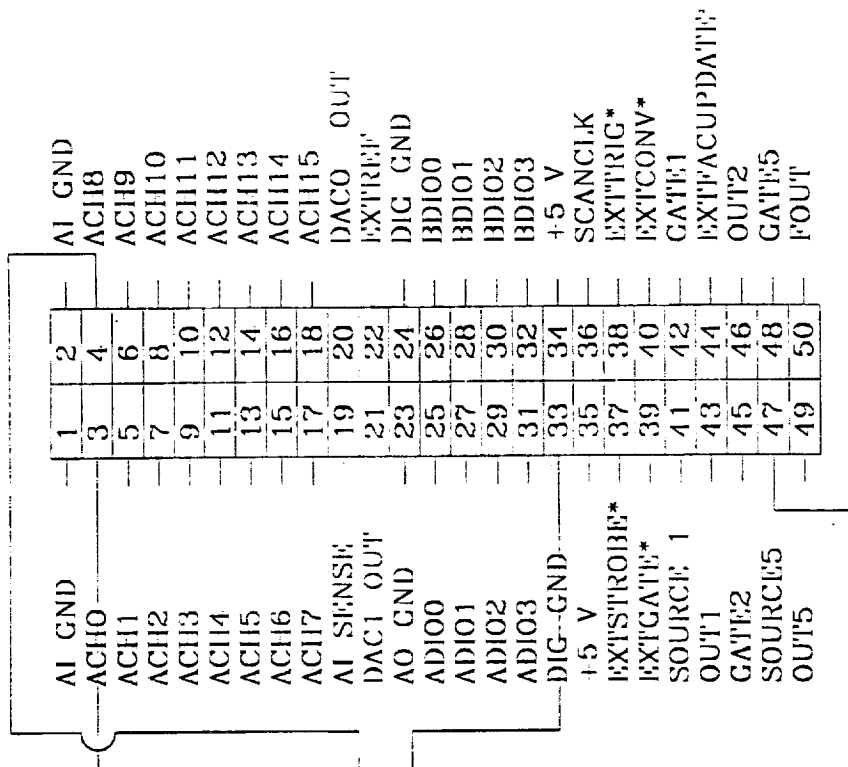 AI GND 1 2 AI GND
ACH0 3 4 ACH8
ACH1 5 6 ACH9
ACH2 7 8 ACH10
ACH3 9 10 ACH11
ACH4 11 12 ACH12
ACH5 13 14 ACH13
ACH6 15 16 ACH14
ACH7 17 18 ACH15
AI SENSE 19 20 DAC0 OUT
DAC1 OUT 21 22 EXTREF
AO GND 23 24 DIG GND
ADIO0 25 26 BDIO0
ADIO1 27 28 BDIO1
ADIO2 29 30 BDIO2
ADIO3 31 32 BDIO3
DIG GND 33 34 +5 V
+5 V 35 36 SCANCLK
EXTSTROBE* 37 38 EXTTRIG*
EXTGATE* 39 40 EXTCONV*
SOURCE 1 41 42 GATE1
OUT1 43 44 EXTFACUPDATE*
GATE2 45 46 OUT2
SOURCE5 47 48 GATE5
OUT5 49 50 FOUT